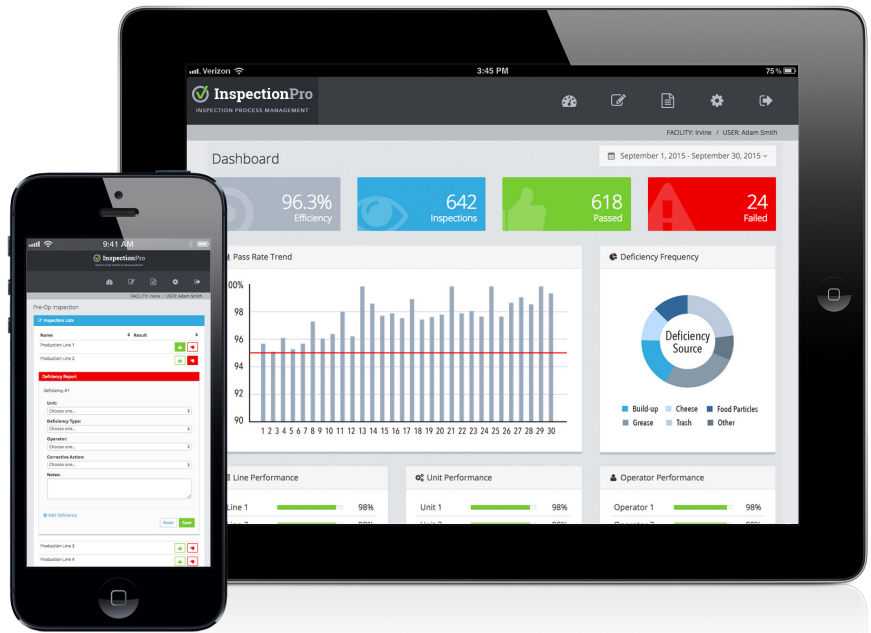 Verizon 3:45 PM 75%
InspectionPro
INSPECTION PROCESS MANAGEMENT
FACILITY: Irvine / USER: Adam Smith
Dashboard
September 1, 2015 - September 30, 2015
96.3%
Efficiency
642
Inspections
618
Passed
24
Failed
Pass Rate Trend
00%
98
96
94
92
90
1 2 3 4 5 6 7 8 9 10 11 12 13 14 15 16 17 18 19 20 21 22 23 24 25 26 27 28 29 30
Deficiency Frequency
Deficiency
Source
Build-up Cheese Food Particles
Grease Trash Other
Line Performance
Line 1 98%
Unit Performance
Unit 1 98%
Operator Performance
Operator 1 98%
9:41 AM
InspectionPro
INSPECTION PROCESS MANAGEMENT
FACILITY: Irvine / USER: Adam Smith
Pre-Op Inspection
Inspection Lists
Name Result
Production Line 1
Production Line 2
Deficiency Report
Deficiency #1
Unit:
Choose one...
Deficiency Type:
Choose one...
Operator:
Choose one...
Corrective Action:
Choose one...
Notes:
Add Deficiency
Reset Save
Production Line 3
Production Line 4